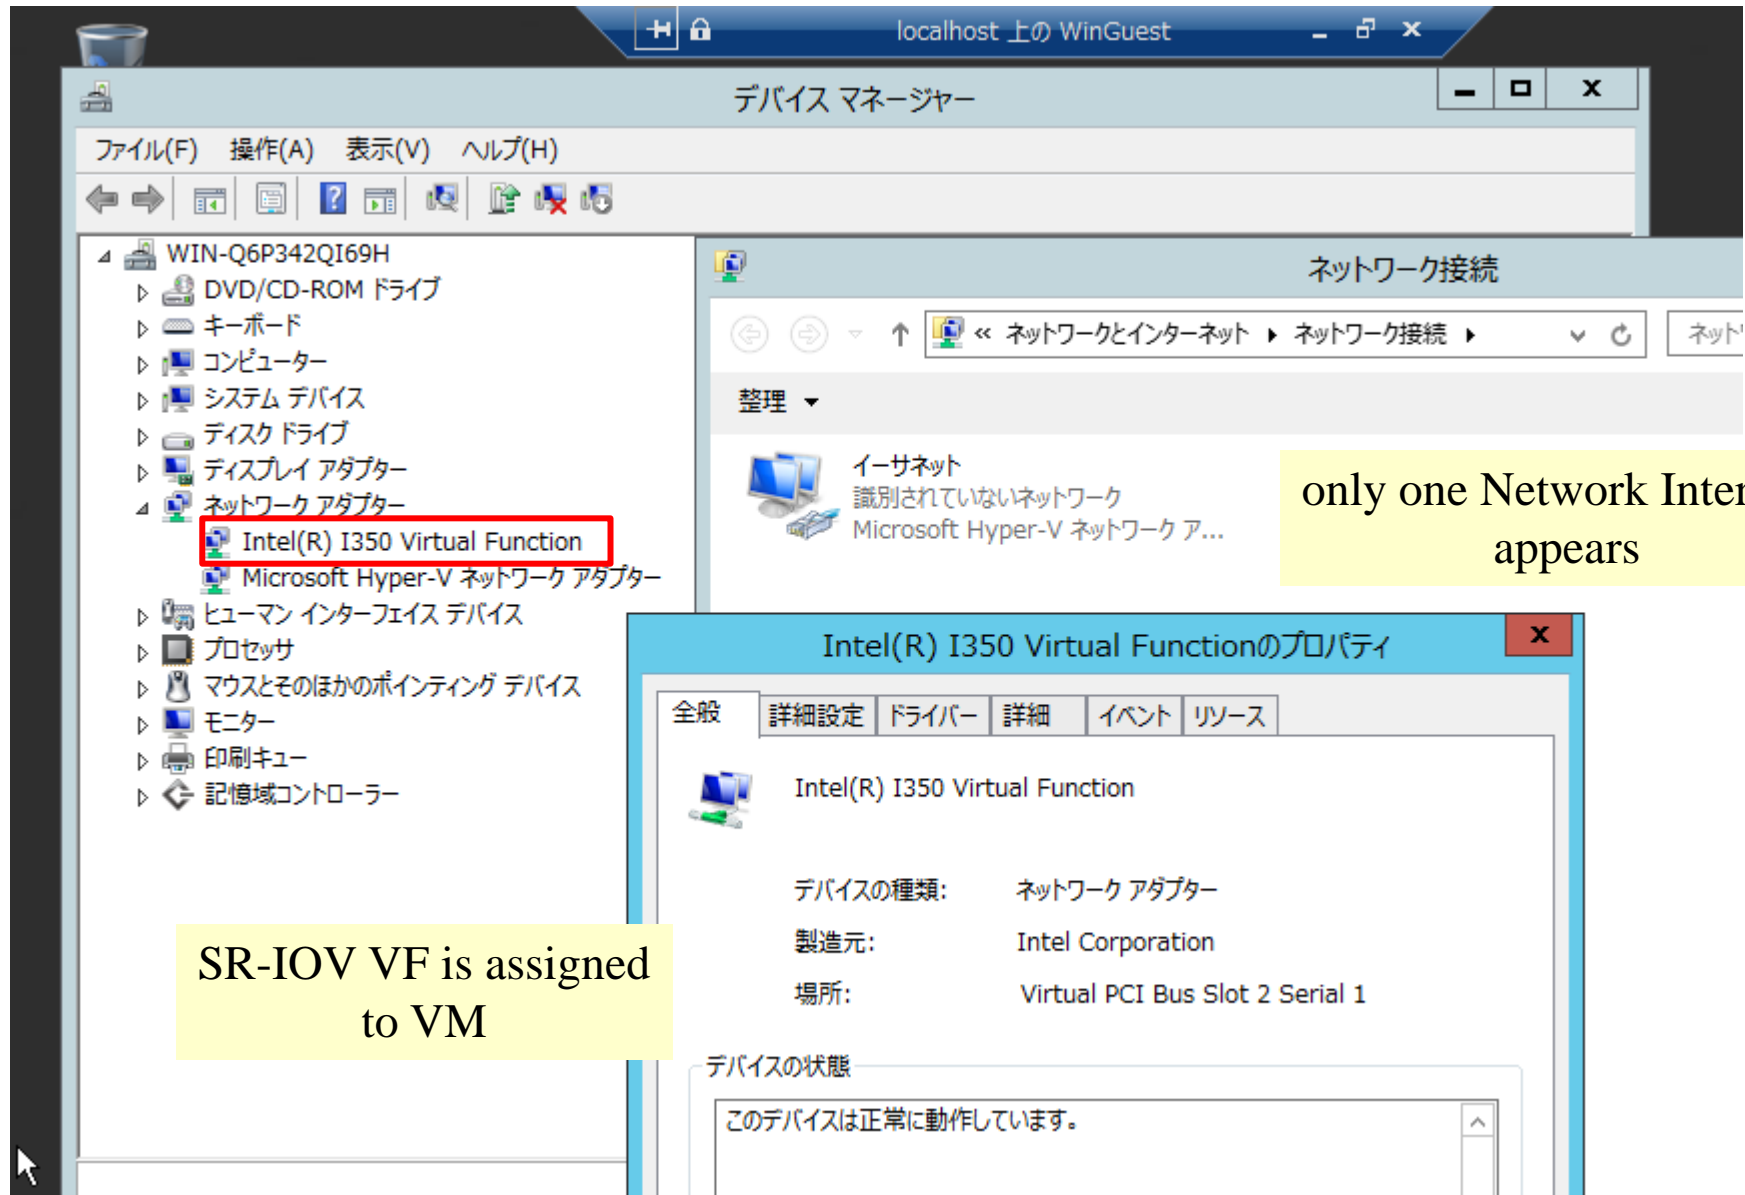 localhost 上の WinGuest
デバイス マネージャー
ファイル(F) 操作(A) 表示(V) ヘルプ(H)
WIN-Q6P342QI69H
DVD/CD-ROM ドライブ
キーボード
コンピューター
システム デバイス
ディスク ドライブ
ディスプレイ アダプター
ネットワーク アダプター
Intel(R) I350 Virtual Function
Microsoft Hyper-V ネットワーク アダプター
ヒューマン インターフェイス デバイス
プロセッサ
マウスとそのほかのポインティング デバイス
モニター
印刷キュー
記憶域コントローラー
ネットワーク接続
« ネットワークとインターネット ▸ ネットワーク接続 ▸
整理
イーサネット
識別されていないネットワーク
Microsoft Hyper-V ネットワーク ア...
only one Network Inter
appears
Intel(R) I350 Virtual Functionのプロパティ
全般 詳細設定 ドライバー 詳細 イベント リソース
Intel(R) I350 Virtual Function
デバイスの種類: ネットワーク アダプター
製造元: Intel Corporation
場所: Virtual PCI Bus Slot 2 Serial 1
デバイスの状態
このデバイスは正常に動作しています。
SR-IOV VF is assigned
to VM